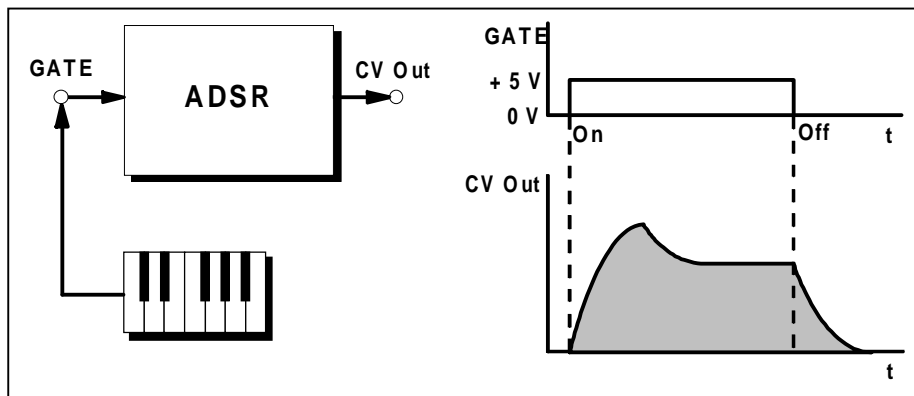 GATE
ADSR
CV Out
GATE
+ 5 V
0 V
On
Off
t
CV Out
t